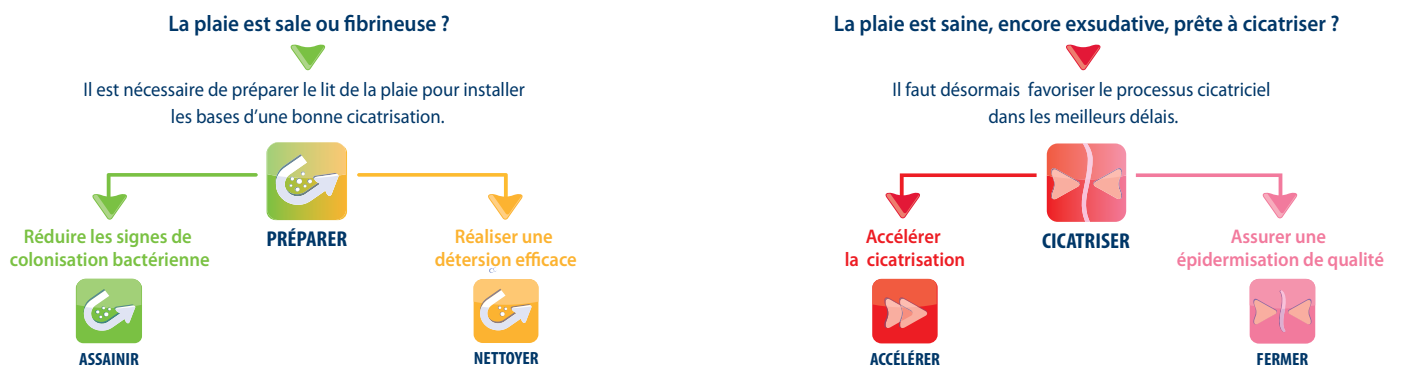 La plaie est sale ou fibrineuse ?
Il est nécessaire de préparer le lit de la plaie pour installer
les bases d'une bonne cicatrisation.
PRÉPARER
Réduire les signes de
colonisation bactérienne
ASSAINIR
Réaliser une
détersion efficace
NETTOYER
La plaie est saine, encore exsudative, prête à cicatriser ?
Il faut désormais favoriser le processus cicatriciel
dans les meilleurs délais.
CICATRISER
Accélérer
la cicatrisation
ACCÉLÉRER
Assurer une
épidermisation de qualité
FERMER